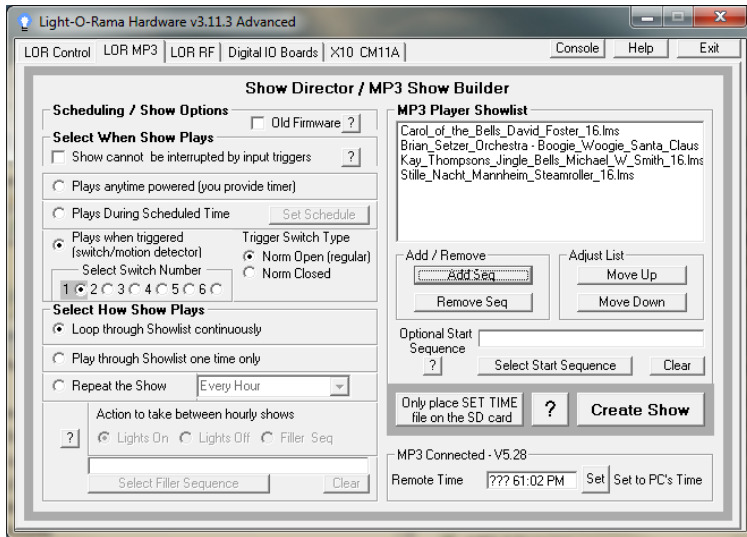 Light-O-Rama Hardware v3.11.3 Advanced
LOR Control LOR MP3 LOR RF Digital IO Boards X10 CM11A Console Help Exit
Show Director / MP3 Show Builder
Scheduling / Show Options
Old Firmware ?
Select When Show Plays
Show cannot be interrupted by input triggers ?
Plays anytime powered (you provide timer)
Plays During Scheduled Time Set Schedule
Plays when triggered
(switch/motion detector)
Trigger Switch Type
Norm Open (regular)
Norm Closed
Select Switch Number
1 2 3 4 5 6
Select How Show Plays
Loop through Showlist continuously
Play through Showlist one time only
Repeat the Show Every Hour
Action to take between hourly shows
? Lights On Lights Off Filler Seq
Select Filler Sequence Clear
MP3 Player Showlist
Carol_of_the_Bells_David_Foster_16.lms
Brian_Setzer_Orchestra - Boogie_Woogie_Santa_Claus
Kay_Thompsons_Jingle_Bells_Michael_W_Smith_16.lms
Stille_Nacht_Mannheim_Steamroller_16.lms
Add / Remove
Add Seq
Remove Seq
Adjust List
Move Up
Move Down
Optional Start
Sequence
? Select Start Sequence Clear
Only place SET TIME
file on the SD card
? Create Show
MP3 Connected - V5.28
Remote Time ??? 61:02 PM Set Set to PC's Time